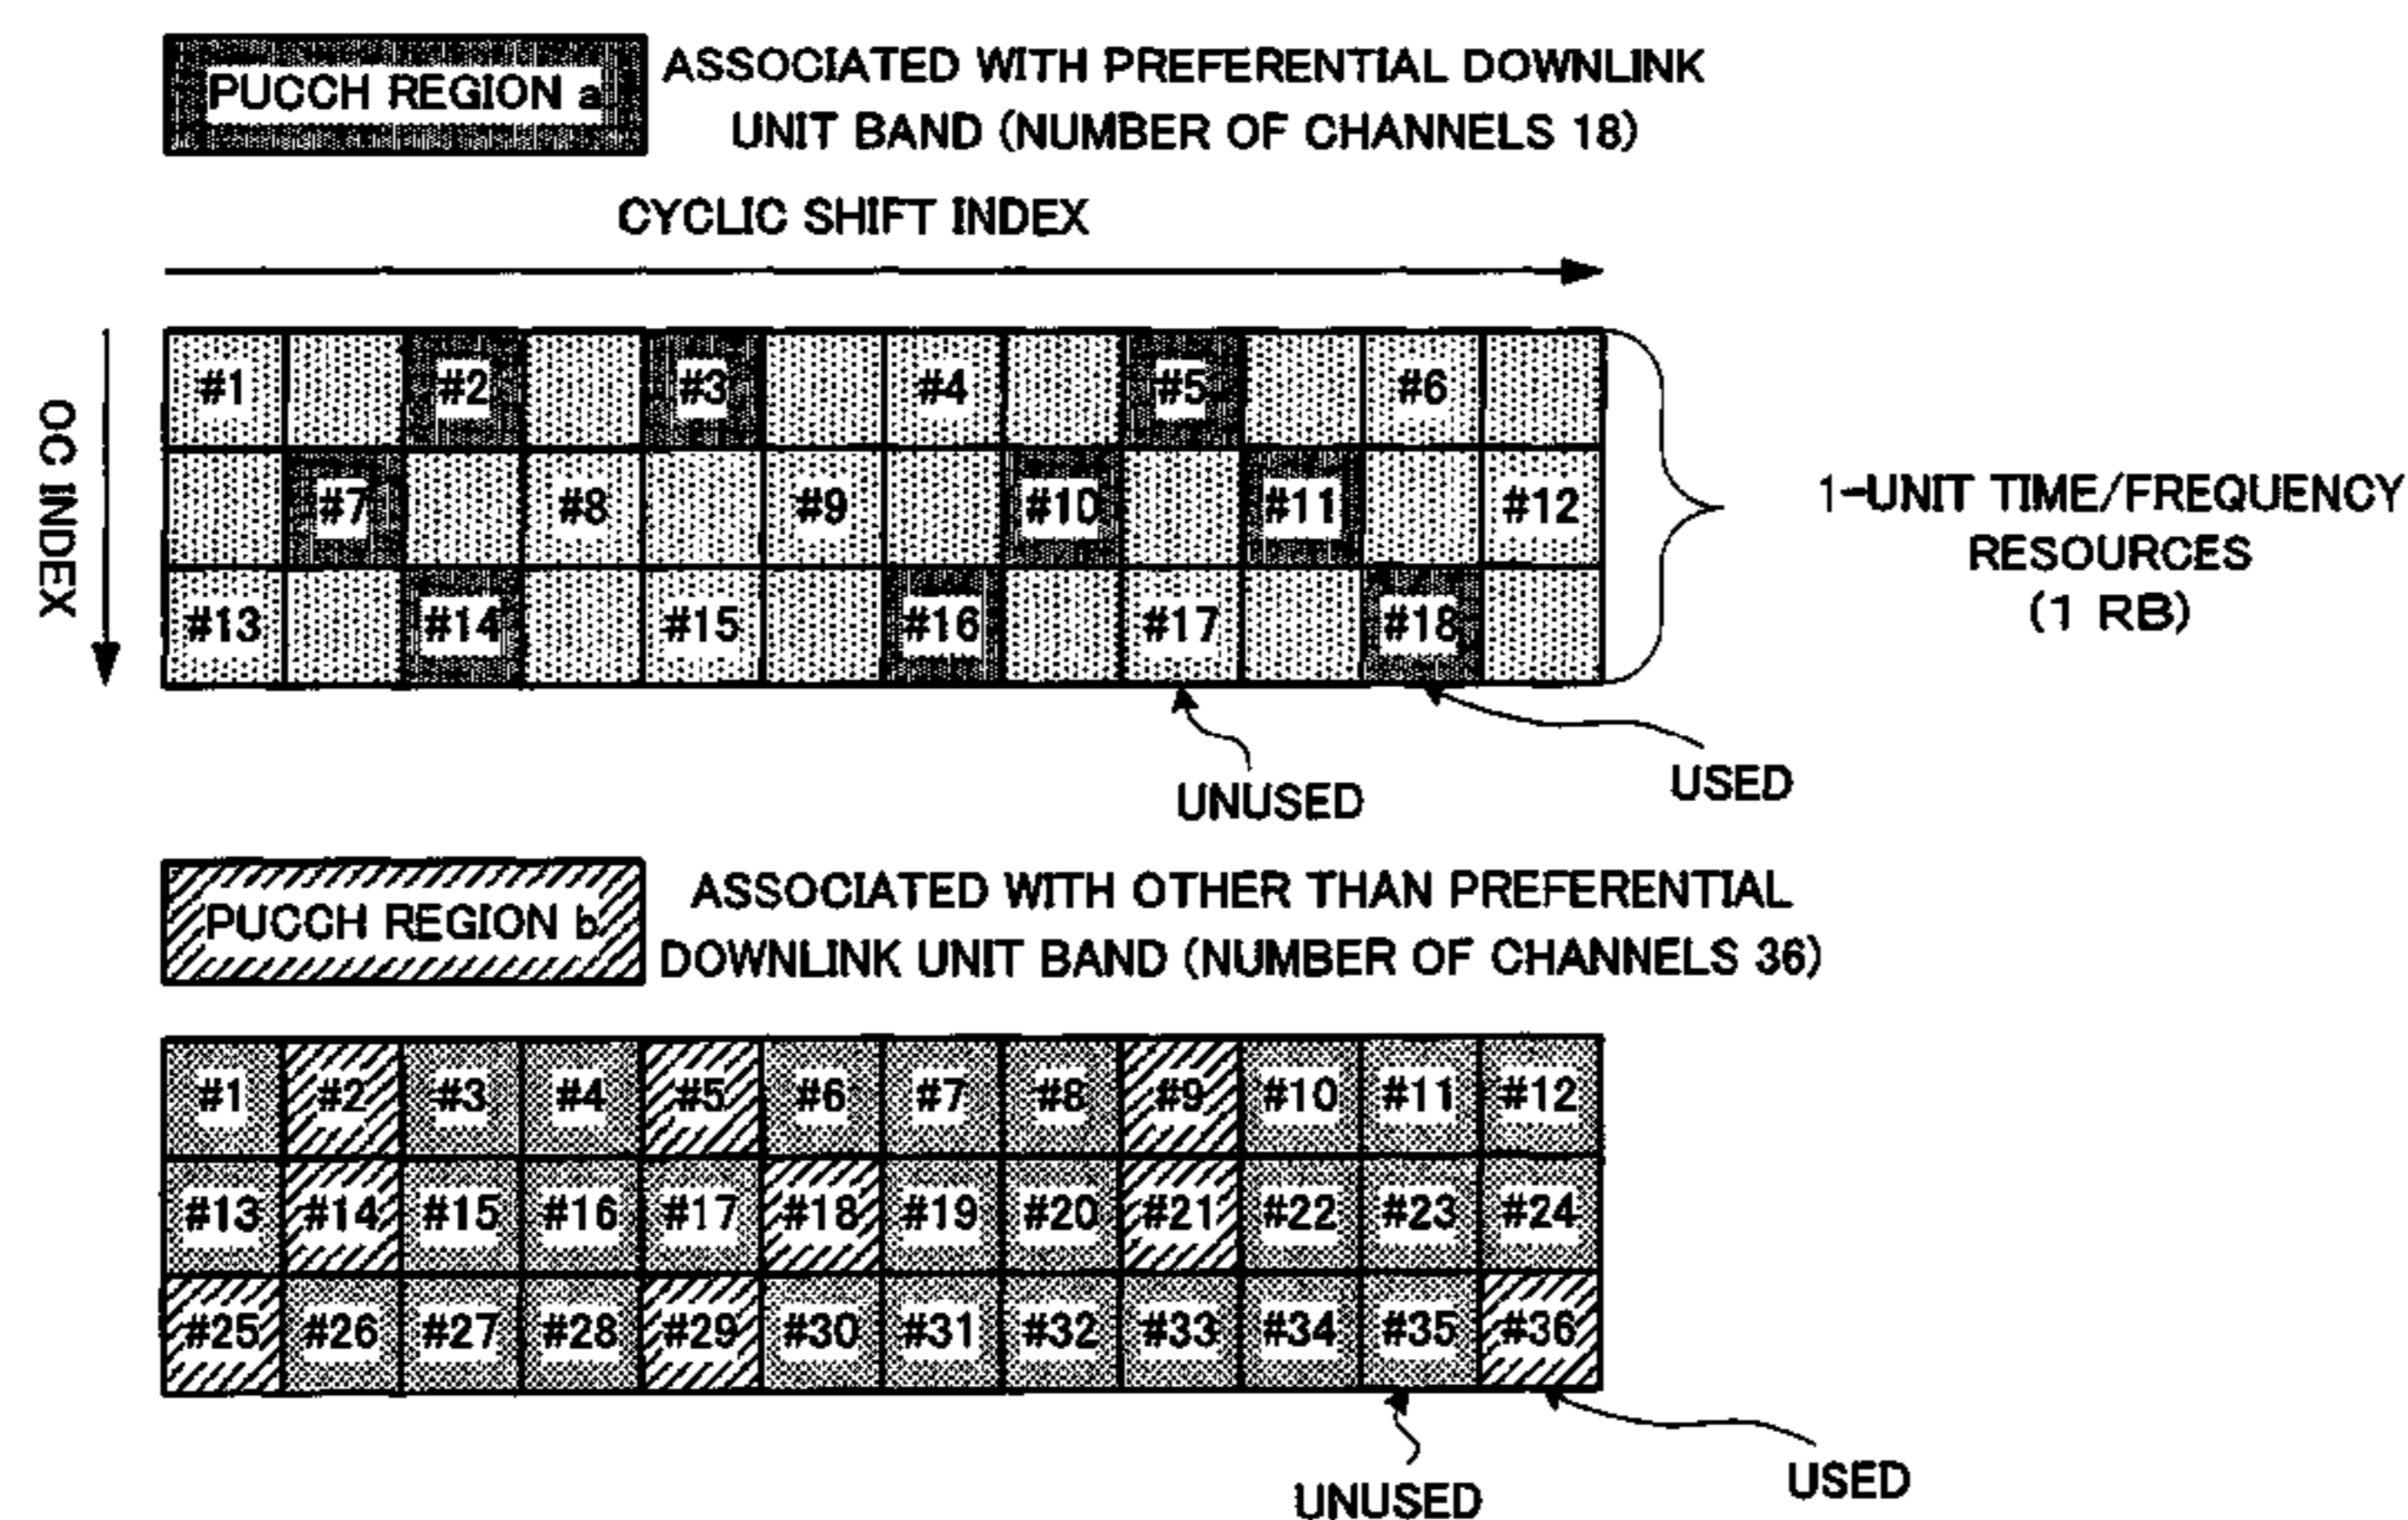 PUCCH REGION a
ASSOCIATED WITH PREFERENTIAL DOWNLINK
UNIT BAND (NUMBER OF CHANNELS 18)
CYCLIC SHIFT INDEX
OC INDEX
#1 #2 #3 #4 #5 #6
#7 #8 #9 #10 #11 #12
#13 #14 #15 #16 #17 #18
1-UNIT TIME/FREQUENCY
RESOURCES
(1 RB)
UNUSED
USED
PUCCH REGION b
ASSOCIATED WITH OTHER THAN PREFERENTIAL
DOWNLINK UNIT BAND (NUMBER OF CHANNELS 36)
#1 #2 #3 #4 #5 #6 #7 #8 #9 #10 #11 #12
#13 #14 #15 #16 #17 #18 #19 #20 #21 #22 #23 #24
#25 #26 #27 #28 #29 #30 #31 #32 #33 #34 #35 #36
UNUSED
USED